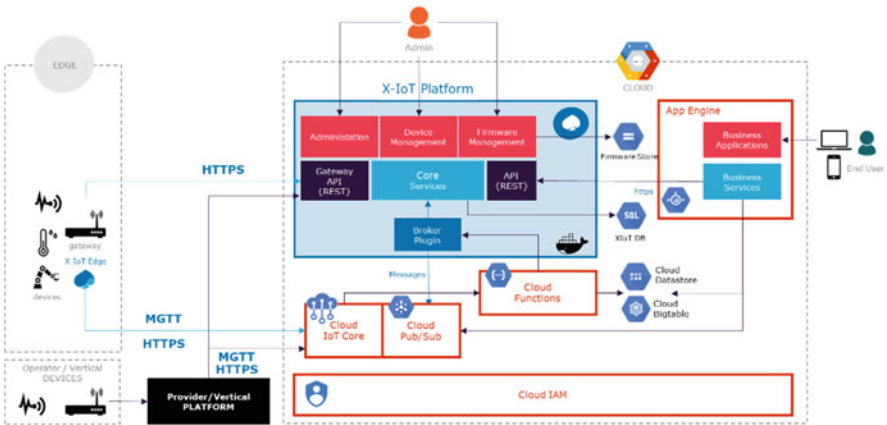 EDGE
Admin
CLOUD
X-IoT Platform
App Engine
Administation
Device
Management
Firmware
Management
Business
Applications
Firmware Store
End User
HTTPS
Gateway
API
{REST}
Core
Services
API
{REST}
Business
Services
https
SQL
XIoT DB
gateway
X IoT Edge
devices
Broker
Plugin
Messages
Cloud
Functions
Cloud
Datastore
Cloud
Bigtable
MGTT
HTTPS
Cloud
IoT Core
Cloud
Pub/Sub
MGTT
HTTPS
Operator / Vertical
DEVICES
Provider/Vertical
PLATFORM
Cloud IAM